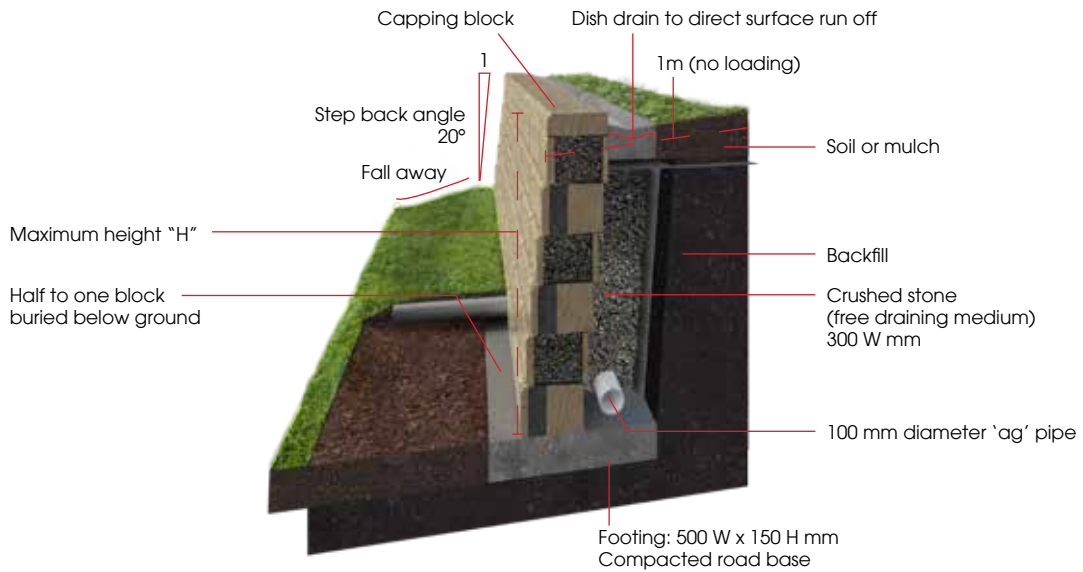 Capping block
Dish drain to direct surface run off
1
1m (no loading)
Step back angle
20°
Soil or mulch
Fall away
Maximum height “H”
Backfill
Half to one block
buried below ground
Crushed stone
(free draining medium)
300 W mm
100 mm diameter ‘ag’ pipe
Footing: 500 W x 150 H mm
Compacted road base